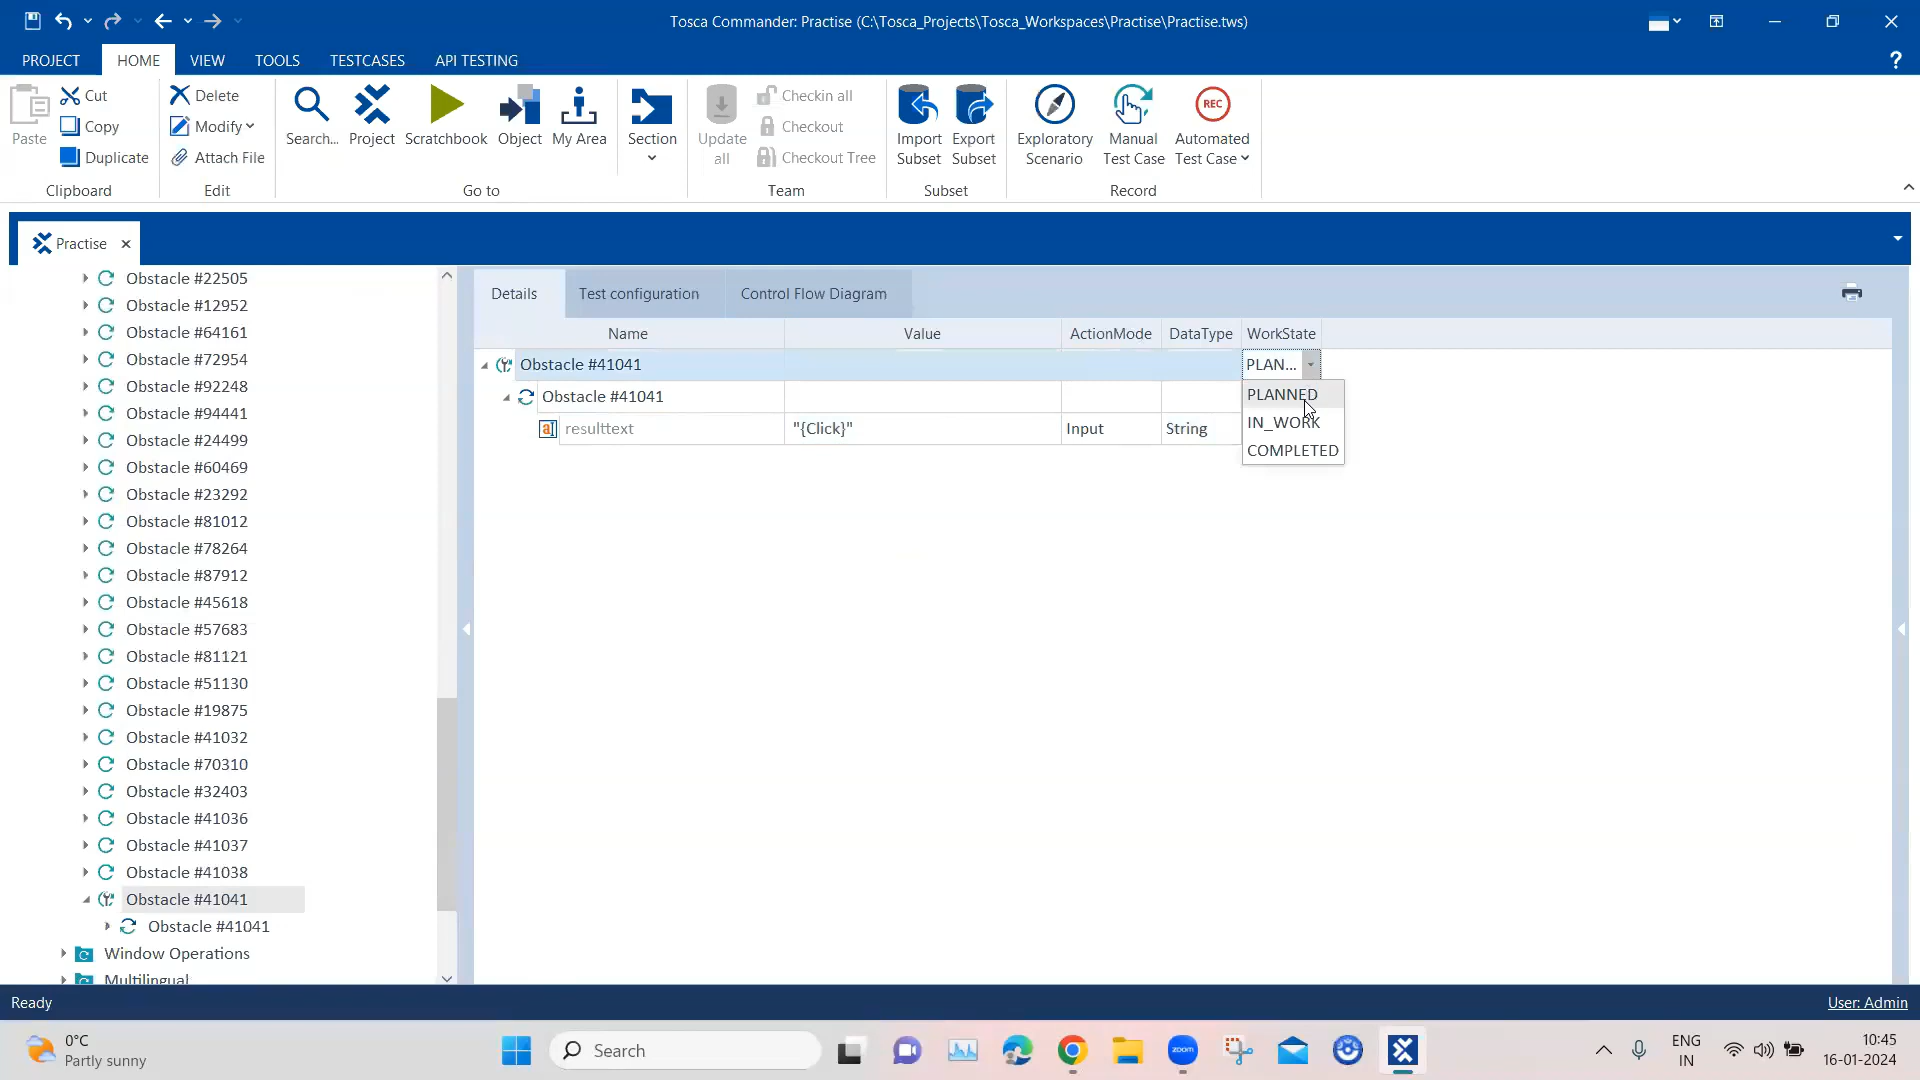 Tosca Commander: Practise (C:\Tosca_Projects\Tosca_Workspaces\Practise\Practise.tws)
PROJECT HOME VIEW TOOLS TESTCASES API TESTING ?
Paste
Cut
Copy
Duplicate
Clipboard
Delete
Modify
Attach File
Edit
Search... Project Scratchbook Object My Area Section
Go to
Update all
Checkin all
Checkout
Checkout Tree
Team
Import Subset
Export Subset
Subset
Exploratory Scenario
Manual Test Case
REC
Automated Test Case
Record
Practise
Obstacle #22505
Obstacle #12952
Obstacle #64161
Obstacle #72954
Obstacle #92248
Obstacle #94441
Obstacle #24499
Obstacle #60469
Obstacle #23292
Obstacle #81012
Obstacle #78264
Obstacle #87912
Obstacle #45618
Obstacle #57683
Obstacle #81121
Obstacle #51130
Obstacle #19875
Obstacle #41032
Obstacle #70310
Obstacle #32403
Obstacle #41036
Obstacle #41037
Obstacle #41038
Obstacle #41041
Obstacle #41041
Window Operations
Multilingual
Details Test configuration Control Flow Diagram
Name Value ActionMode DataType WorkState
Obstacle #41041 PLAN...
Obstacle #41041
resulttext "{Click}" Input String
PLANNED
IN_WORK
COMPLETED
Ready User: Admin
0°C
Partly sunny
Search
zoom
ENG
IN
10:45
16-01-2024